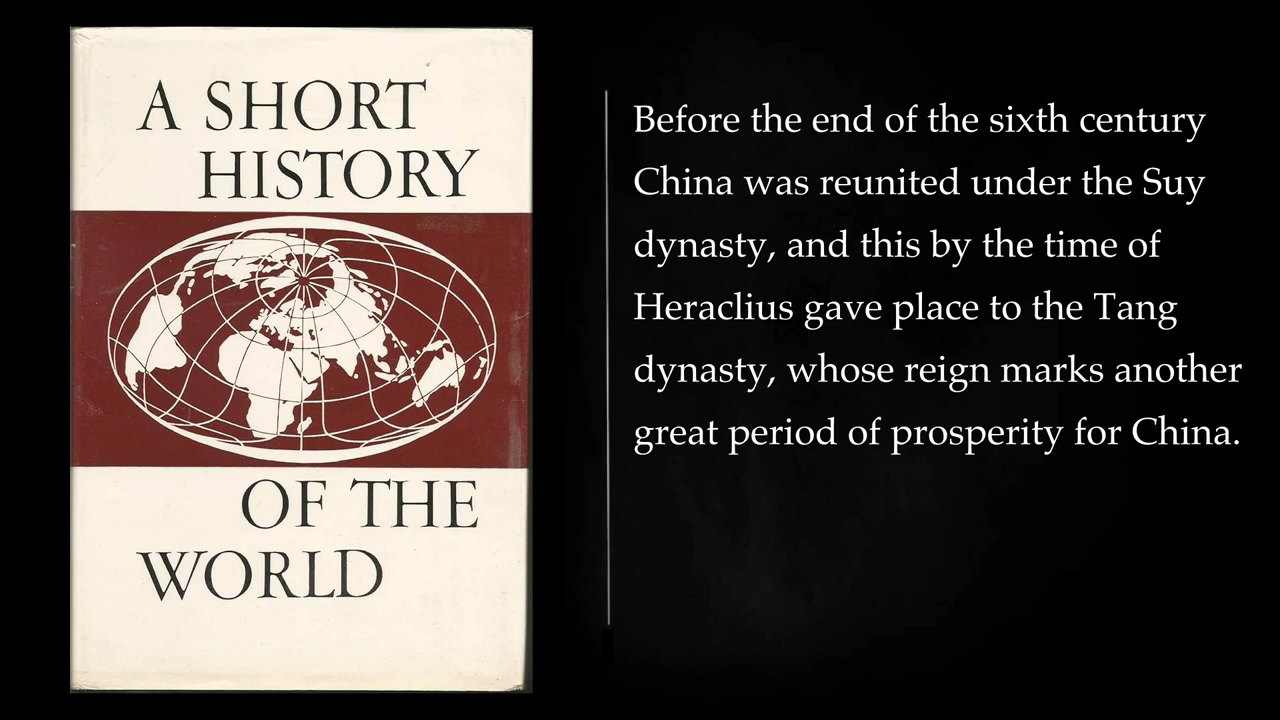 A SHORT
HISTORY
OF THE
WORLD
Before the end of the sixth century
China was reunited under the Suy
dynasty, and this by the time of
Heraclius gave place to the Tang
dynasty, whose reign marks another
great period of prosperity for China.